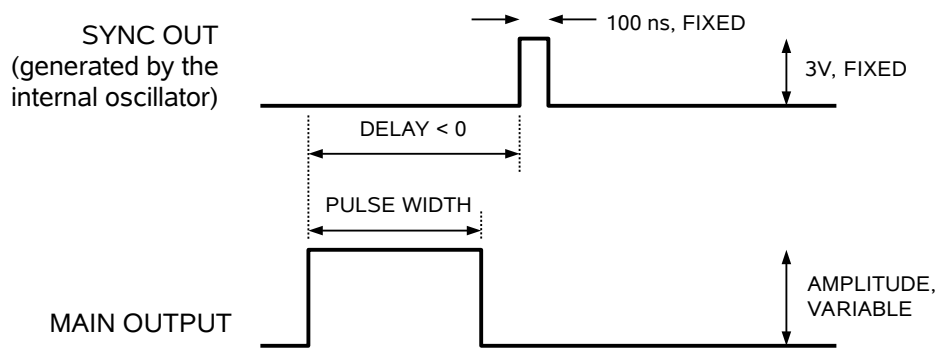 SYNC OUT
(generated by the
internal oscillator)
100 ns, FIXED
3V, FIXED
DELAY < 0
PULSE WIDTH
AMPLITUDE,
VARIABLE
MAIN OUTPUT